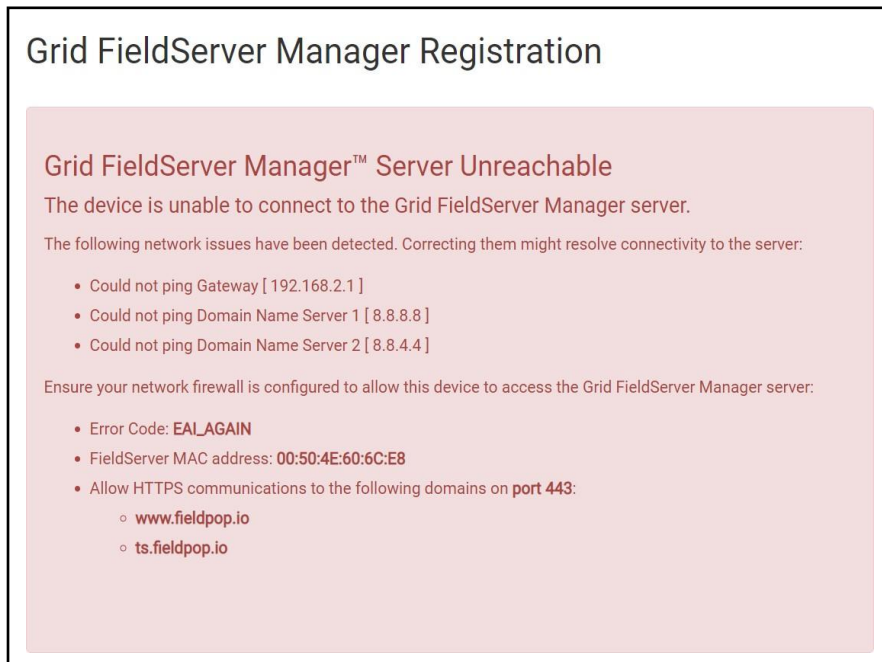 Grid FieldServer Manager Registration
Grid FieldServer Manager™ Server Unreachable
The device is unable to connect to the Grid FieldServer Manager server.
The following network issues have been detected. Correcting them might resolve connectivity to the server:
• Could not ping Gateway [ 192.168.2.1 ]
• Could not ping Domain Name Server 1 [ 8.8.8.8 ]
• Could not ping Domain Name Server 2 [ 8.8.4.4 ]
Ensure your network firewall is configured to allow this device to access the Grid FieldServer Manager server:
• Error Code: EAI_AGAIN
• FieldServer MAC address: 00:50:4E:60:6C:E8
• Allow HTTPS communications to the following domains on port 443:
◦ www.fieldpop.io
◦ ts.fieldpop.io